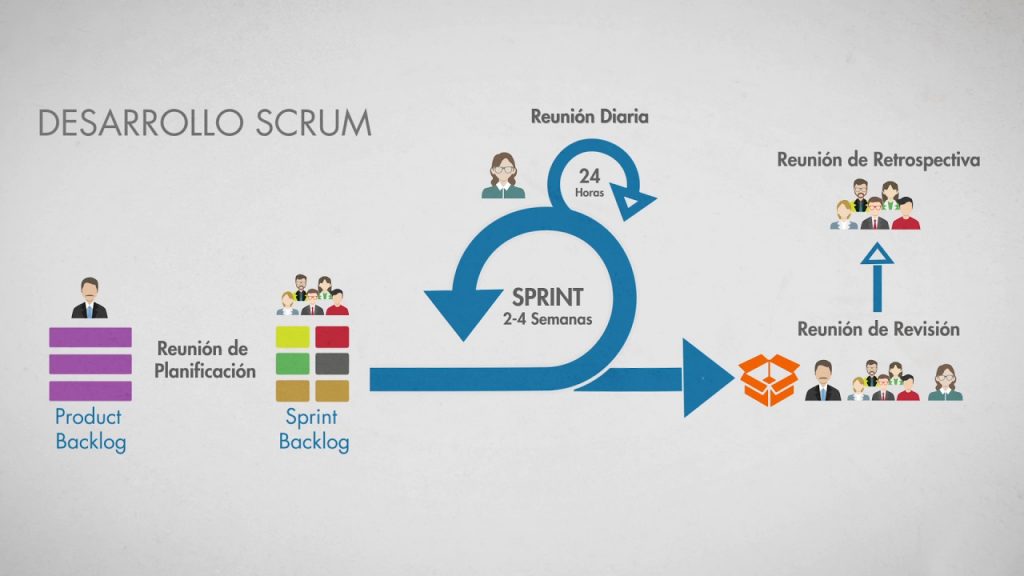 DESARROLLO SCRUM
Product
Backlog
Reunión de
Planificación
Sprint
Backlog
Reunión Diaria
24
Horas
SPRINT
2-4 Semanas
Reunión de Retrospectiva
Reunión de Revisión